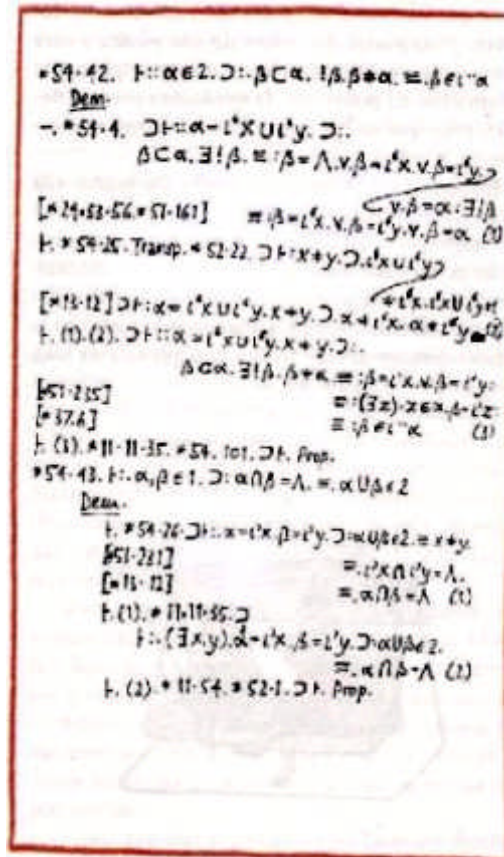 *54·42. ⊢::α∈2.⊃:.β⊂α.!β.β≠α.≡.β∈ι"α
Dem.
–.*54·4. ⊃⊢::α=ι'x∪ι'y.⊃:.
β⊂α.∃!β.≡:β=Λ.v.β=ι'x.v.β=ι'y.
v.β=α:∃!β
[*24·53·56.*51·161] ≡:β=ι'x.v.β=ι'y.v.β=α (1)
⊢.*54·25.Transp.*52·22.⊃⊢:x≠y.⊃.ι'x∪ι'y
≠ι'x.ι'x∪ι'y≠ι'y
[*13·12]⊃⊢:α=ι'x∪ι'y.x≠y.⊃.α≠ι'x.α≠ι'y (2)
⊢.(1).(2).⊃⊢::α=ι'x∪ι'y.x≠y.⊃:.
β⊂α.∃!β.β≠α.≡:β=ι'x.v.β=ι'y:
[*51·235] ≡:(∃z).z∈α.β=ι'z:
[*37.6] ≡:β∈ι"α (3)
⊢.(3).*11·11·35.*54.101.⊃⊢.Prop.
*54·43.⊢:.α,β∈1.⊃:α∩β=Λ.≡.α∪β∈2
Dem.
⊢.*54·26.⊃⊢:.α=ι'x.β=ι'y.⊃:α∪β∈2.≡.x≠y.
[*51·231] ≡.ι'x∩ι'y=Λ.
[*13·12] ≡.α∩β=Λ (1)
⊢.(1).*11·11·35.⊃
⊢:.(∃x,y).α=ι'x.β=ι'y.⊃:α∪β∈2.
≡.α∩β=Λ (2)
⊢.(2).*11·54.*52·1.⊃⊢.Prop.